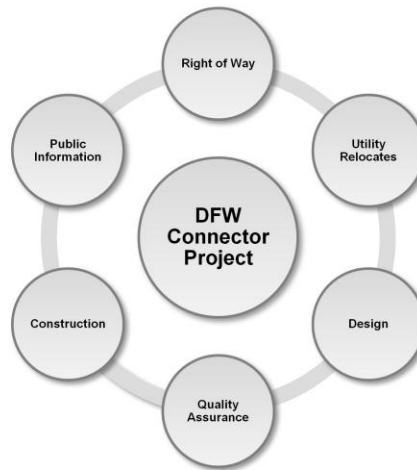 Right of Way
Public
Information
Utility
Relocates
DFW
Connector
Project
Construction
Design
Quality
Assurance